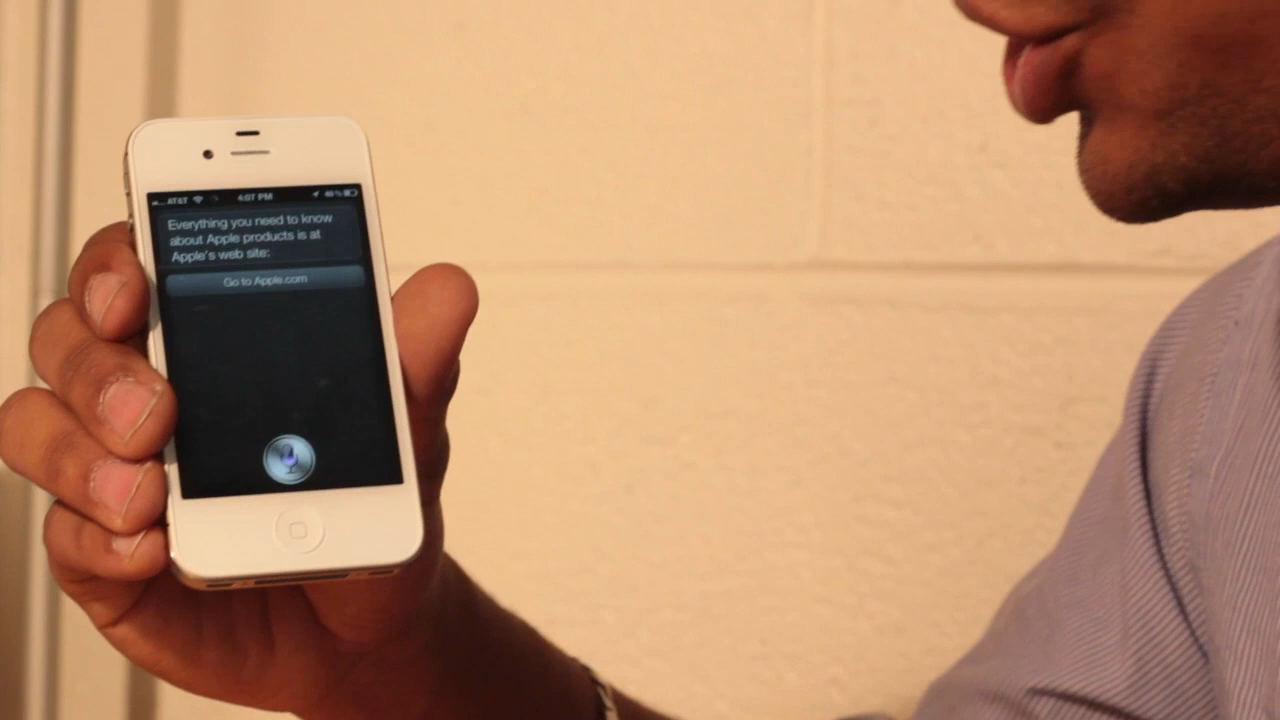 AT&T 4:07 PM
Everything you need to know
about Apple products is at
Apple's web site:
Go to Apple.com